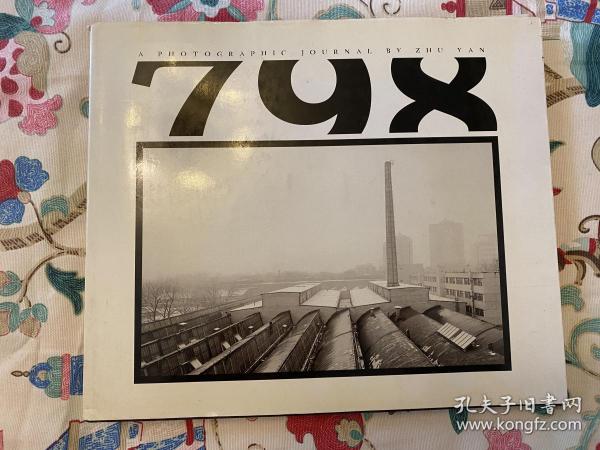 A PHOTOGRAPHIC JOURNAL BY ZHU YAN
798
孔夫子旧书网
www.kongfz.com